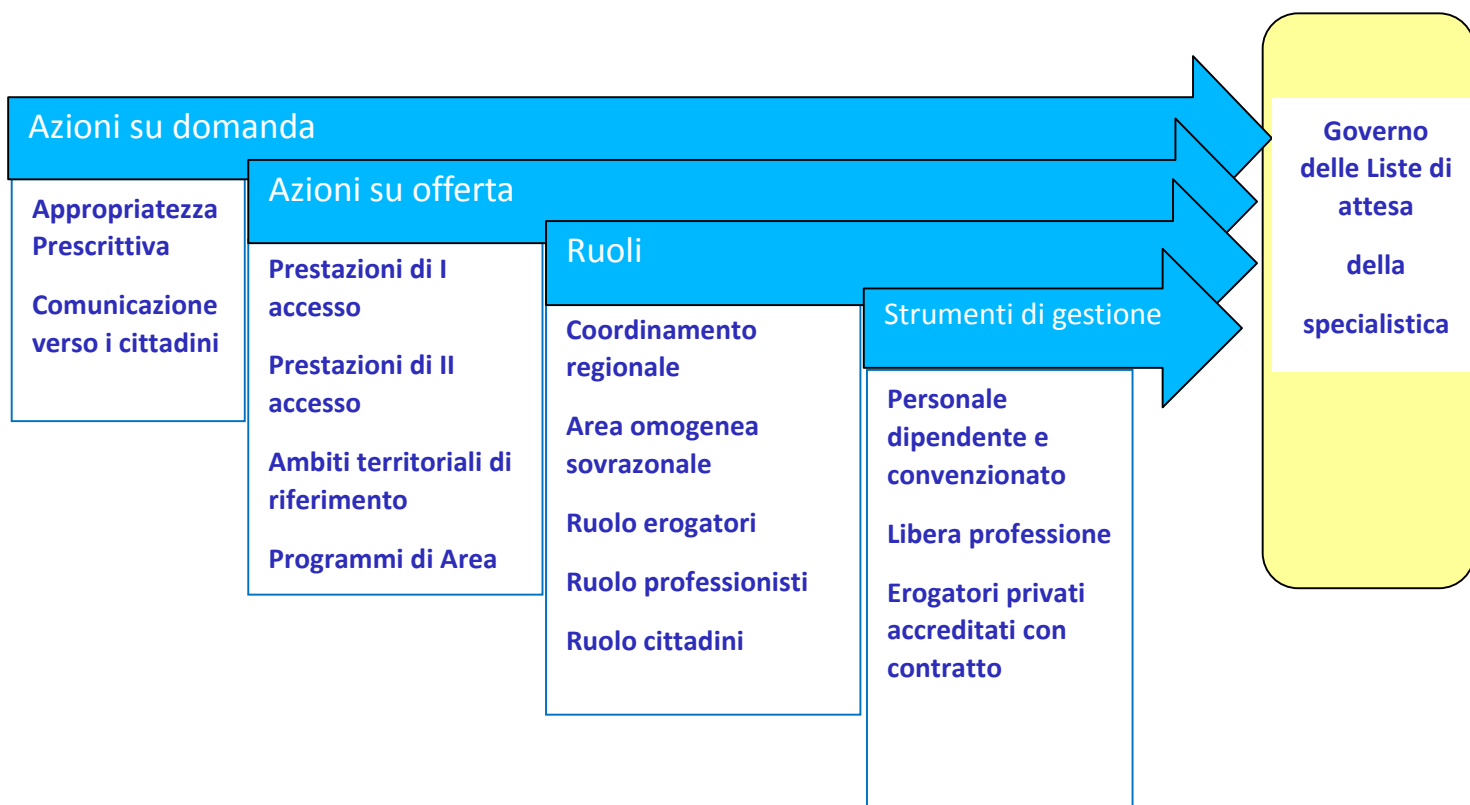 Azioni su domanda
Appropriatezza
Prescrittiva
Comunicazione
verso i cittadini
Azioni su offerta
Prestazioni di I
accesso
Prestazioni di II
accesso
Ambiti territoriali di
riferimento
Programmi di Area
Ruoli
Coordinamento
regionale
Area omogenea
sovrazonale
Ruolo erogatori
Ruolo professionisti
Ruolo cittadini
Strumenti di gestione
Personale
dipendente e
convenzionato
Libera professione
Erogatori privati
accreditati con
contratto
Governo
delle Liste di
attesa
della
specialistica